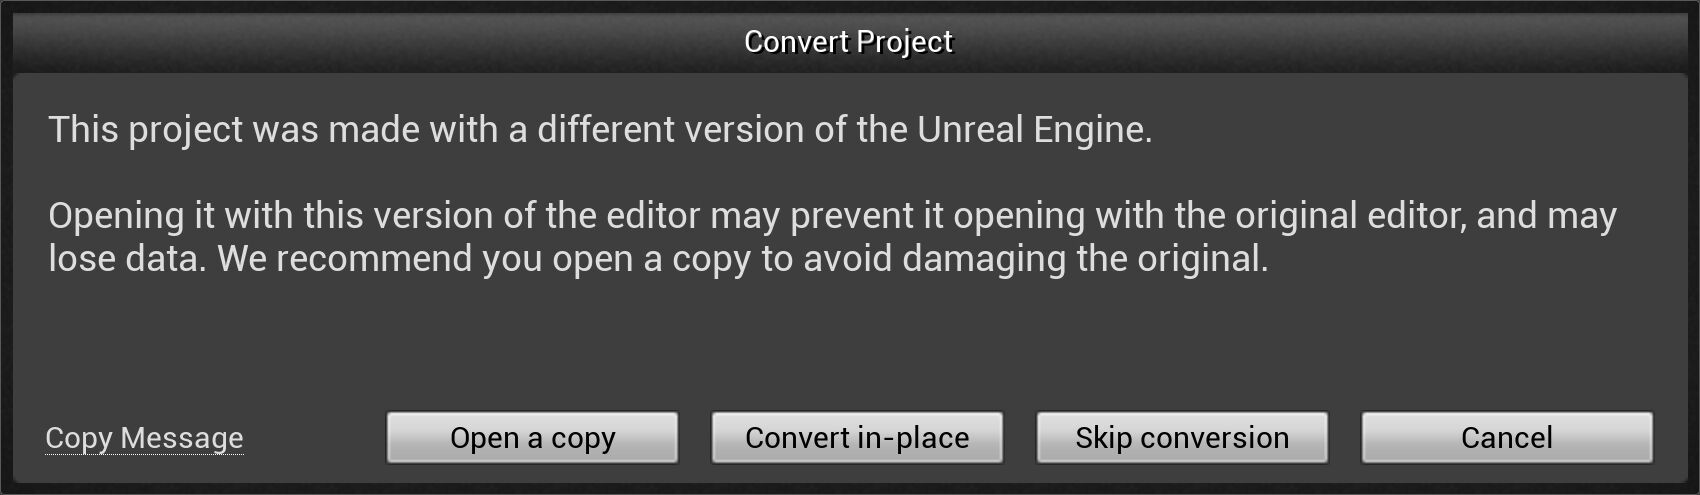 Convert Project
This project was made with a different version of the Unreal Engine.
Opening it with this version of the editor may prevent it opening with the original editor, and may
lose data. We recommend you open a copy to avoid damaging the original.
Copy Message
Open a copy
Convert in-place
Skip conversion
Cancel